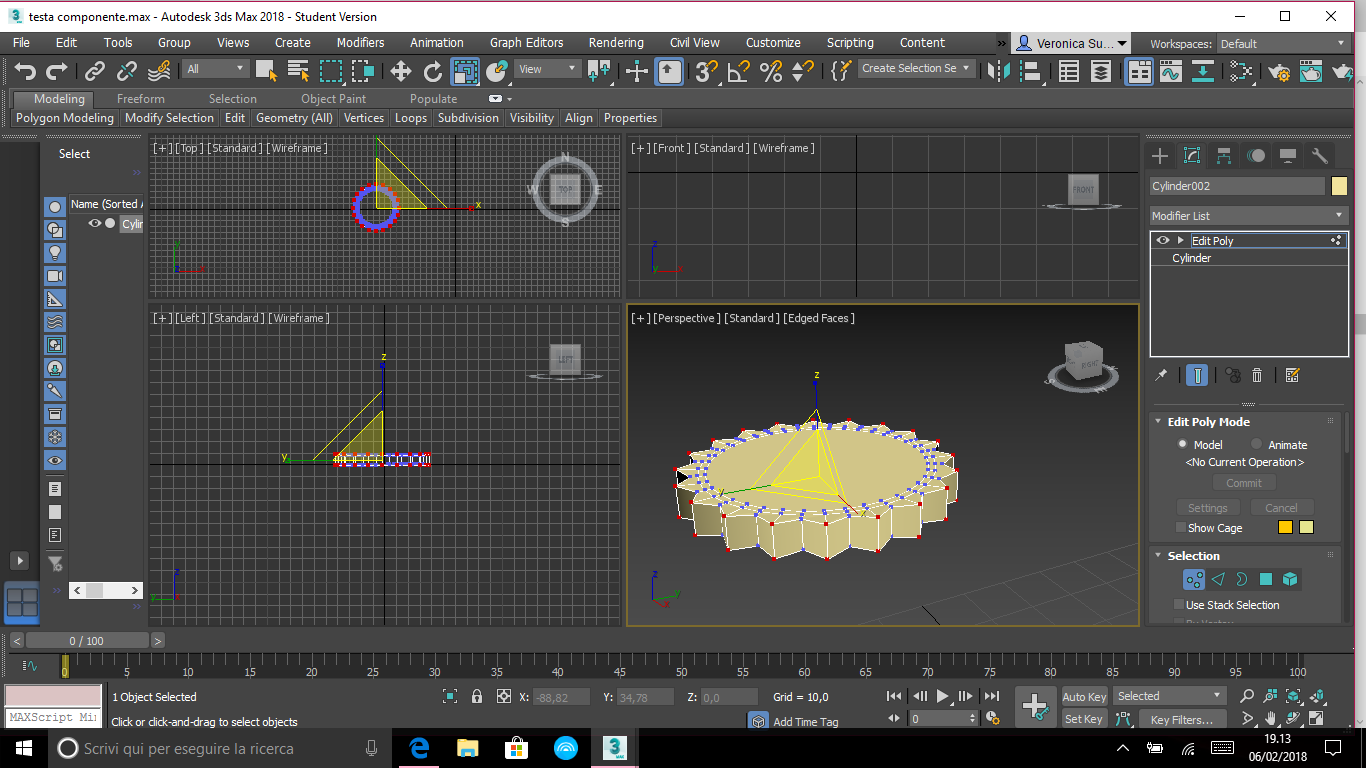 testa componente.max - Autodesk 3ds Max 2018 - Student Version
File Edit Tools Group Views Create Modifiers Animation Graph Editors Rendering Civil View Customize Scripting Content » Veronica Su... Workspaces: Default
All View Create Selection Se
Modeling Freeform Selection Object Paint Populate
Polygon Modeling Modify Selection Edit Geometry (All) Vertices Loops Subdivision Visibility Align Properties
Select
Name (Sorted A
Cylin
[+] [Top] [Standard] [Wireframe]
N
W TOP E
S
x
y
[+] [Front] [Standard] [Wireframe]
FRONT
z
y
[+] [Left] [Standard] [Wireframe]
LEFT
z
y
z
y
[+] [Perspective] [Standard] [Edged Faces]
RIGHT
z
y
z
y
x
Cylinder002
Modifier List
Edit Poly
Cylinder
Edit Poly Mode
Model Animate
<No Current Operation>
Commit
Settings Cancel
Show Cage
Selection
Use Stack Selection
By Vertex
< 0 / 100 >
0 5 10 15 20 25 30 35 40 45 50 55 60 65 70 75 80 85 90 95 100
MAXScript Mi
1 Object Selected
Click or click-and-drag to select objects
X: -88,82 Y: 34,78 Z: 0,0 Grid = 10,0
Add Time Tag
0
Auto Key Selected
Set Key Key Filters...
Scrivi qui per eseguire la ricerca
3
MAX
19.13
06/02/2018